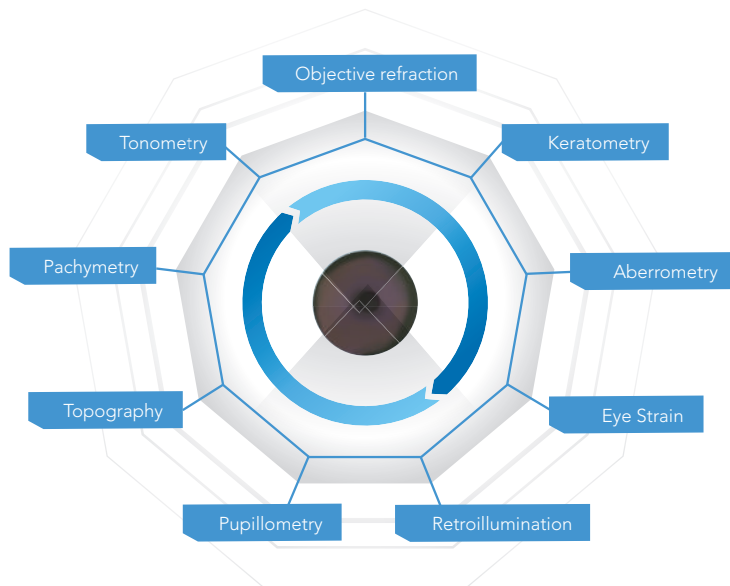 Objective refraction
Tonometry
Keratometry
Pachymetry
Aberrometry
Topography
Eye Strain
Pupillometry
Retroillumination